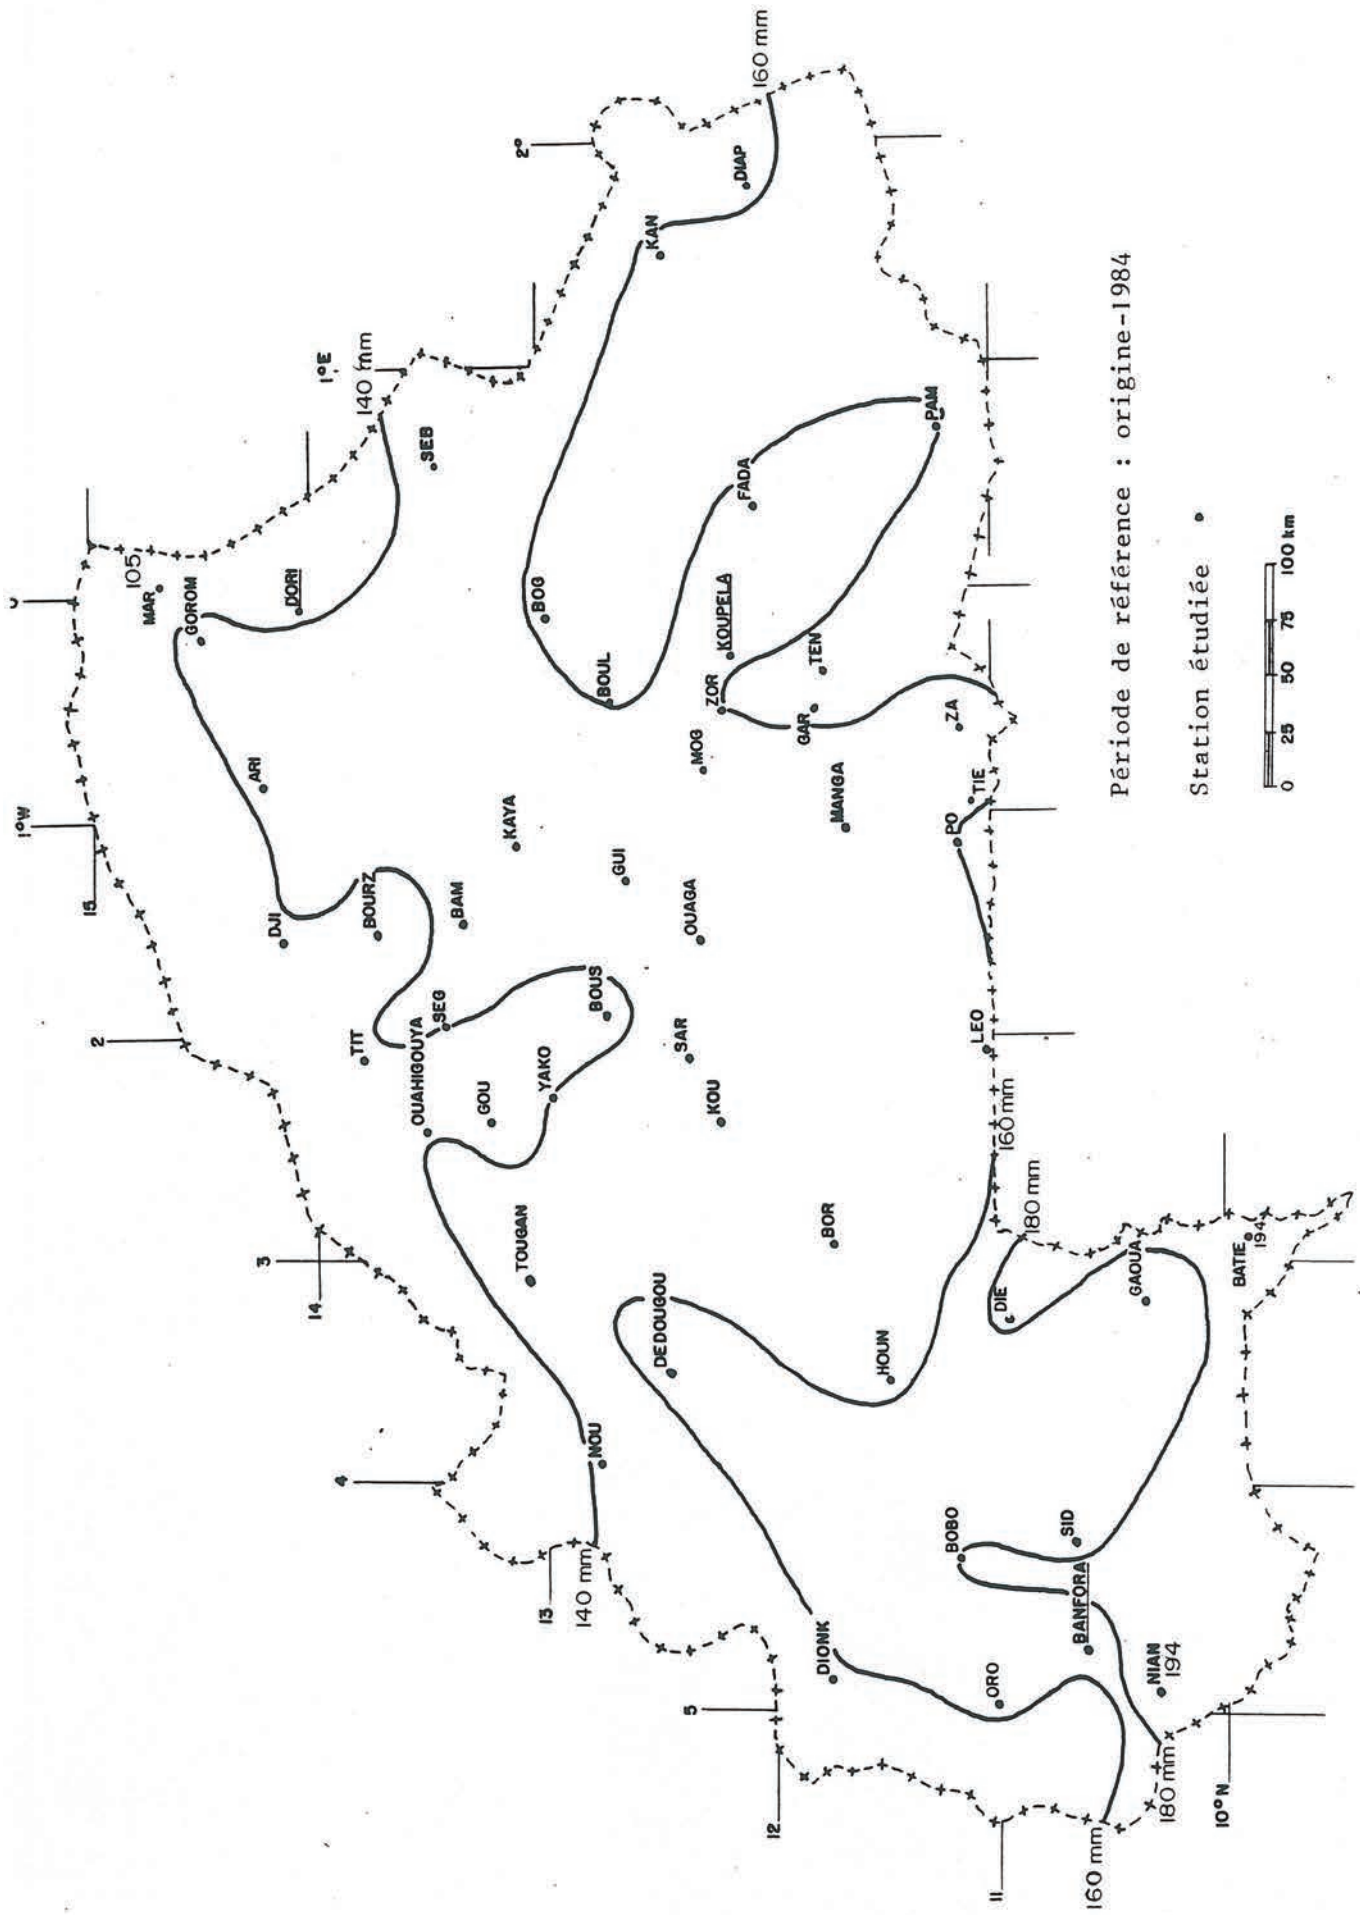 1°W
15
2
14
3
4
13
140 mm
5
12
11
160 mm
180 mm
10°N
2°
1°E
140 mm
160 mm
105
MAR
GOROM
DORI
SEB
ARI
DJI
BOURZ
BAM
KAYA
BOG
BOUL
KAN
DIAP
FADA
PAM
KOUPELA
TEN
ZOR
GAR
MOG
MANGA
ZA
TIE
PO
GUI
OUAGA
TIT
OUAHIGOUYA
SEG
GOU
YAKO
BOUS
SAR
KOU
LEO
TOUGAN
NOU
DEDOUGOU
BOR
HOUN
160 mm
180 mm
DIE
GAOUA
BATIE
194
BOBO
SID
BANFORA
NIAN
194
ORO
DIONK
Période de référence : origine-1984
Station étudiée
0 25 50 75 100 km